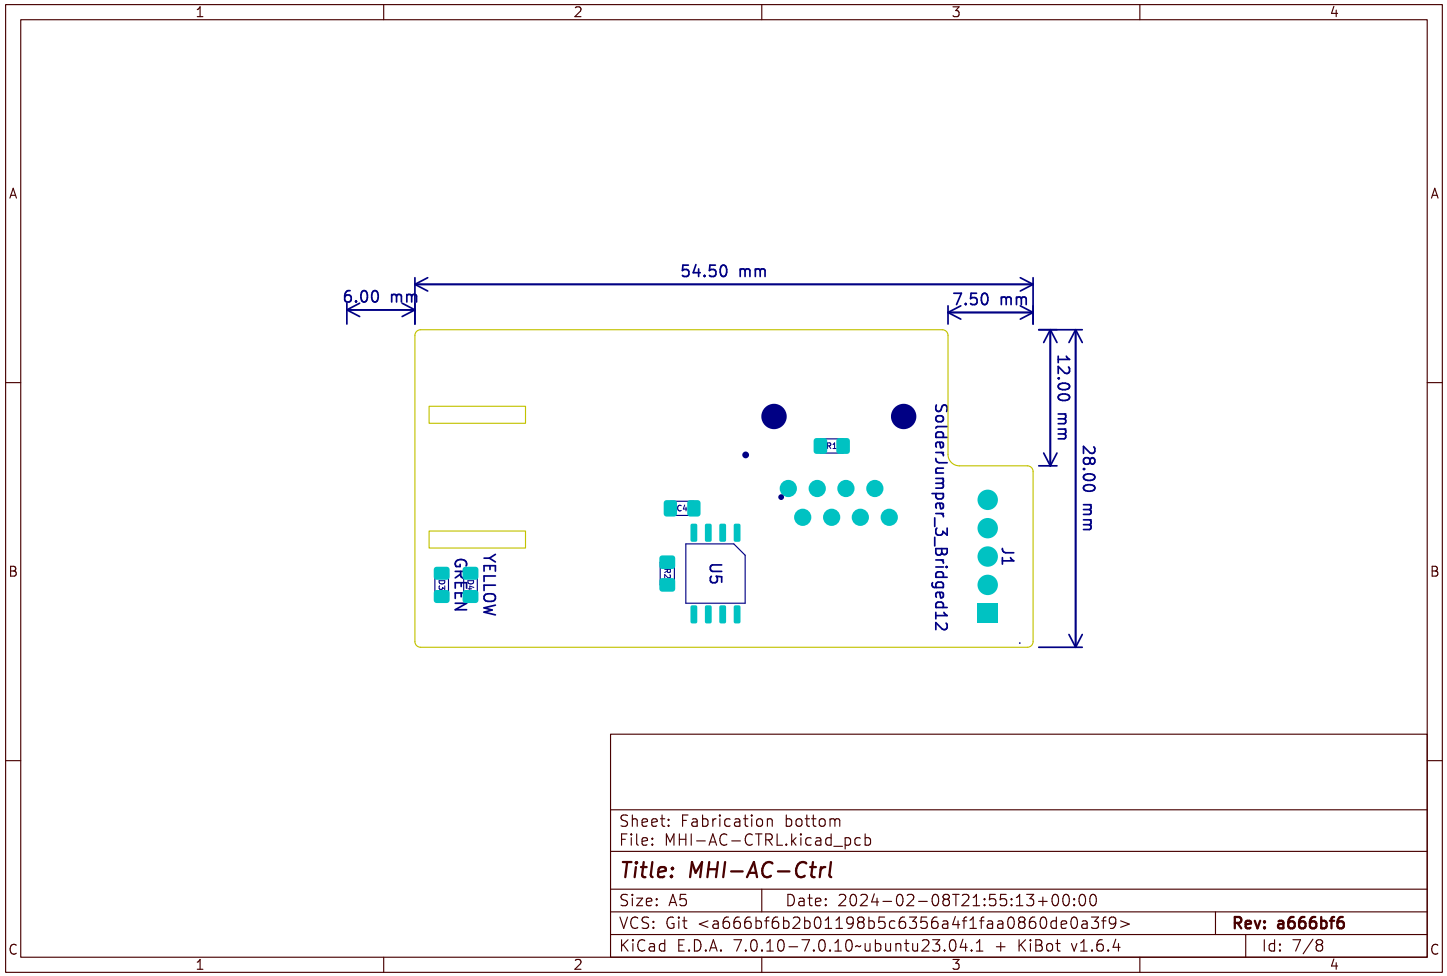 1 2 3 4
A A
B B
C C
54.50 mm
6.00 mm
7.50 mm
12.00 mm
28.00 mm
SolderJumper_3_Bridged12
R1
C4
R2
U5
J1
D3
GREEN
D4
YELLOW
Sheet: Fabrication bottom
File: MHI-AC-CTRL.kicad_pcb
Title: MHI-AC-Ctrl
Size: A5 Date: 2024-02-08T21:55:13+00:00
VCS: Git <a666bf6b2b01198b5c6356a4f1faa0860de0a3f9> Rev: a666bf6
KiCad E.D.A. 7.0.10-7.0.10~ubuntu23.04.1 + KiBot v1.6.4 Id: 7/8
1 2 3 4